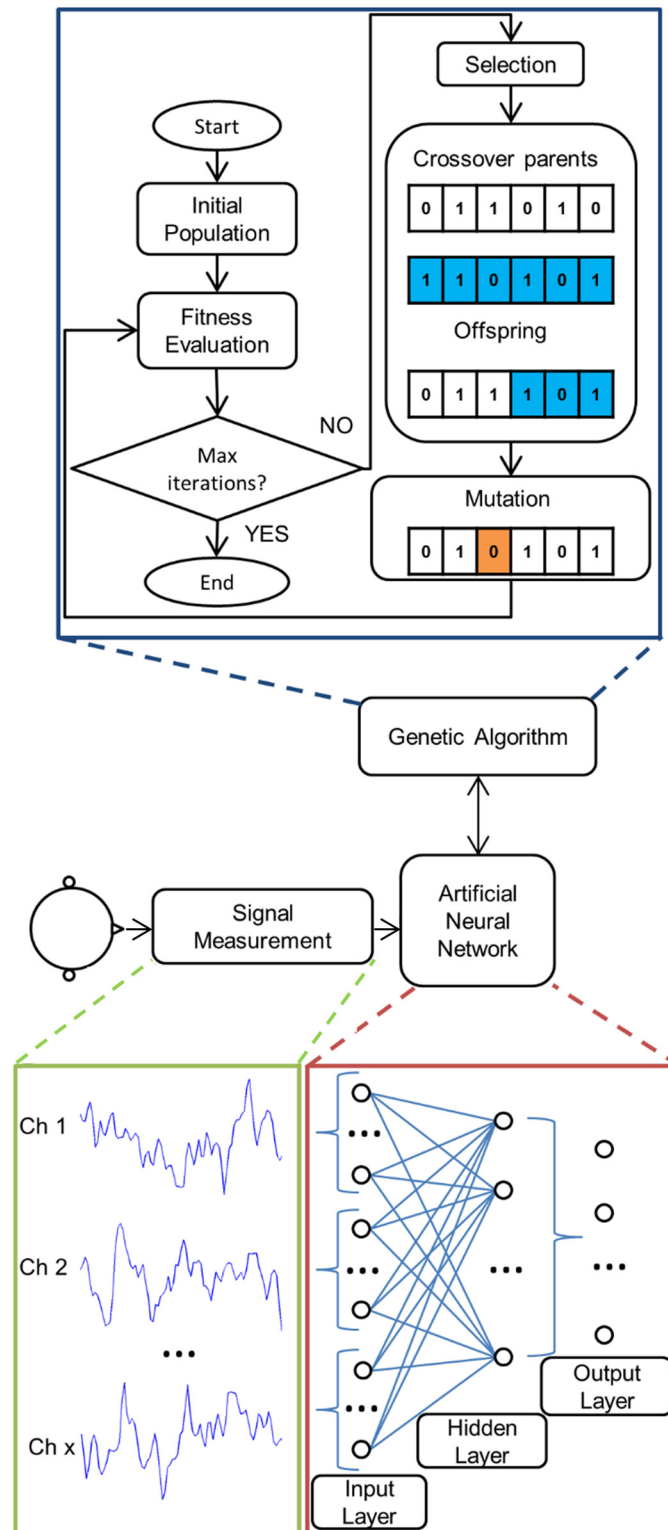 Start
Initial
Population
Fitness
Evaluation
Max
iterations?
NO
YES
End
Selection
Crossover parents
0 1 1 0 1 0
1 1 0 1 0 1
Offspring
0 1 1 1 0 1
Mutation
0 1 0 1 0 1
Genetic Algorithm
Signal
Measurement
Artificial
Neural
Network
Ch 1
Ch 2
...
Ch x
...
...
...
...
...
Input
Layer
Hidden
Layer
Output
Layer